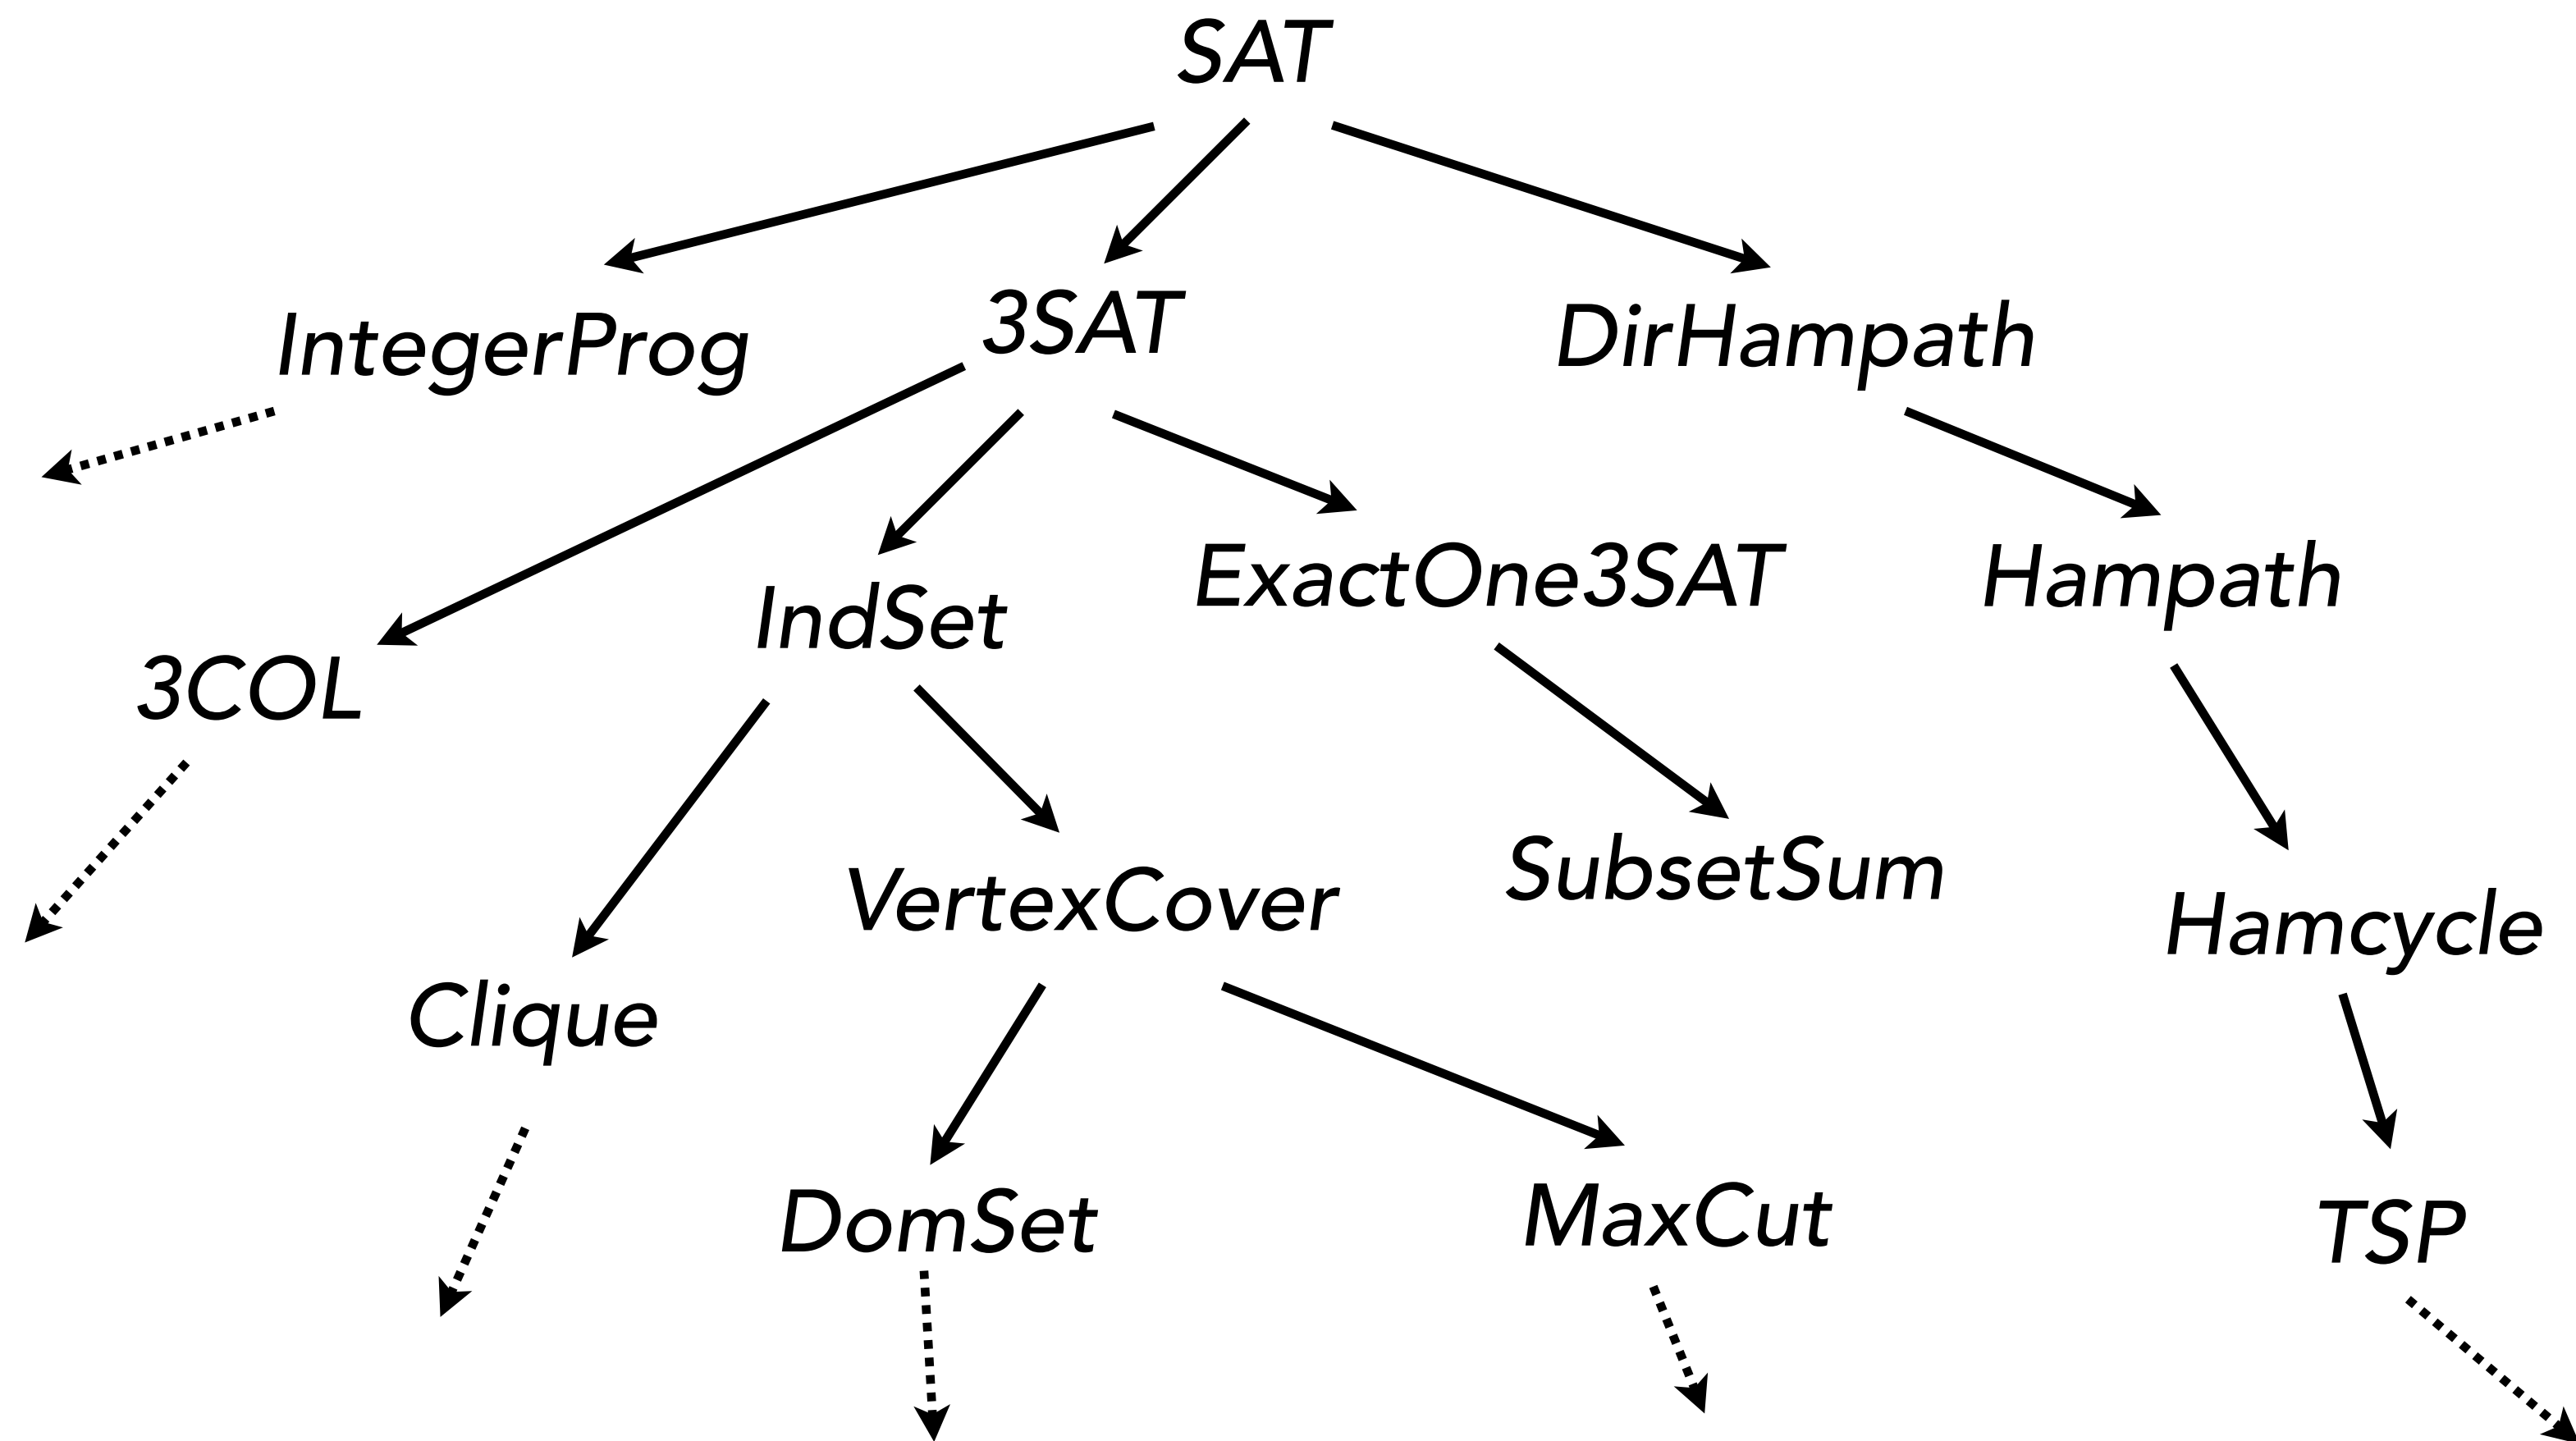 SAT
IntegerProg
3SAT
DirHampath
3COL
IndSet
ExactOne3SAT
Hampath
Clique
VertexCover
SubsetSum
Hamcycle
DomSet
MaxCut
TSP